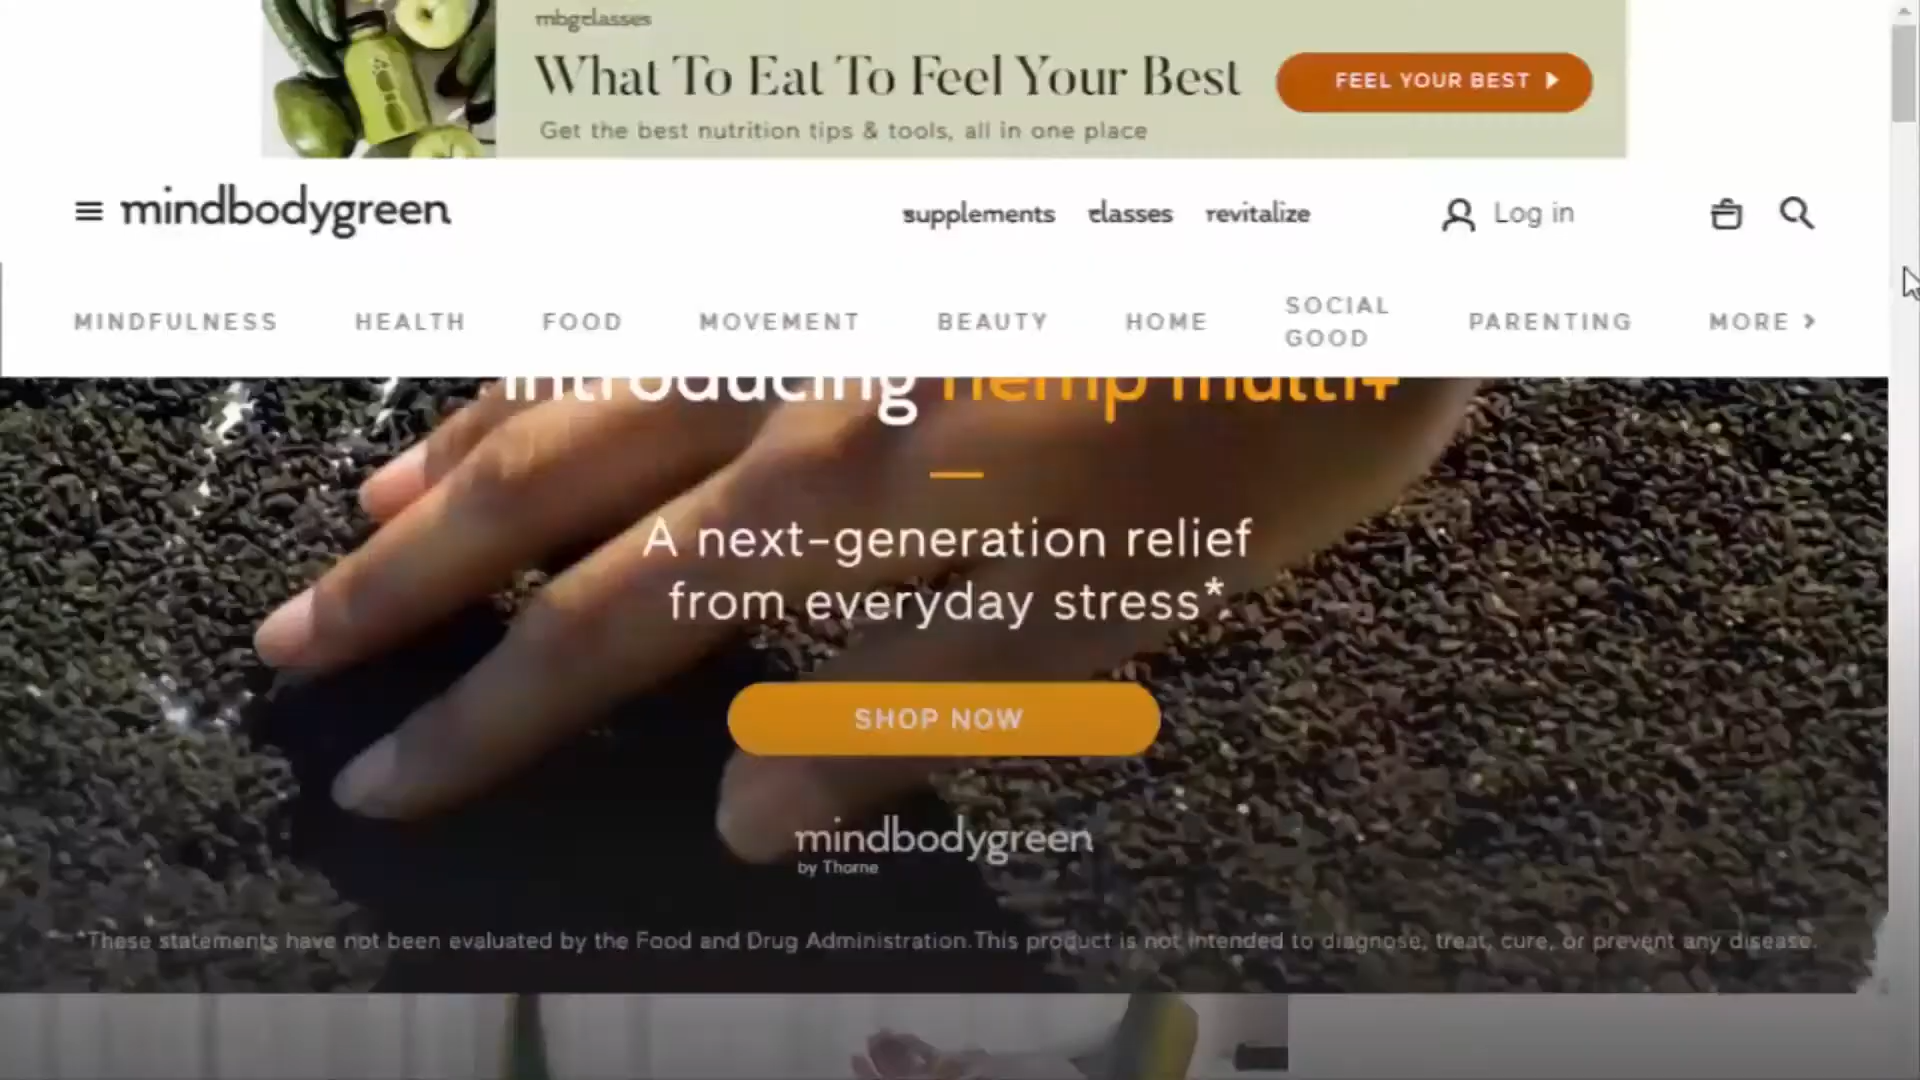 mbgclasses
What To Eat To Feel Your Best
FEEL YOUR BEST
Get the best nutrition tips & tools, all in one place
mindbodygreen
supplements classes revitalize
Log in
MINDFULNESS HEALTH FOOD MOVEMENT BEAUTY HOME SOCIAL GOOD PARENTING MORE
introducing hemp multi+
A next-generation relief
from everyday stress*.
SHOP NOW
mindbodygreen
by Thorne
*These statements have not been evaluated by the Food and Drug Administration.This product is not intended to diagnose, treat, cure, or prevent any disease.